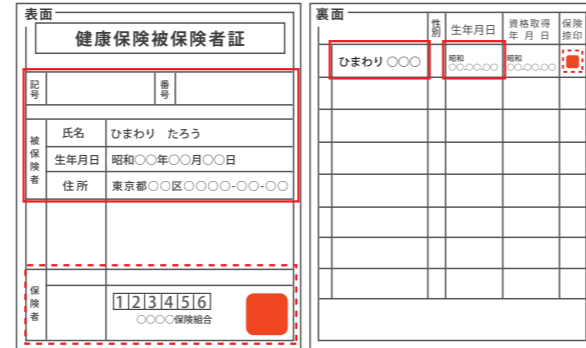 表面
健康保険被保険者証
記号
番号
被保険者
氏名 ひまわり たろう
生年月日 昭和○○年○○月○○日
住所 東京都○○区○○○○-○○-○○
保険者
123456
○○○○保険組合
裏面
性別
生年月日
資格取得
年 月 日
保険
捺印
ひまわり○○○
昭和
○○.○○.○○
昭和
○○.○○.○○